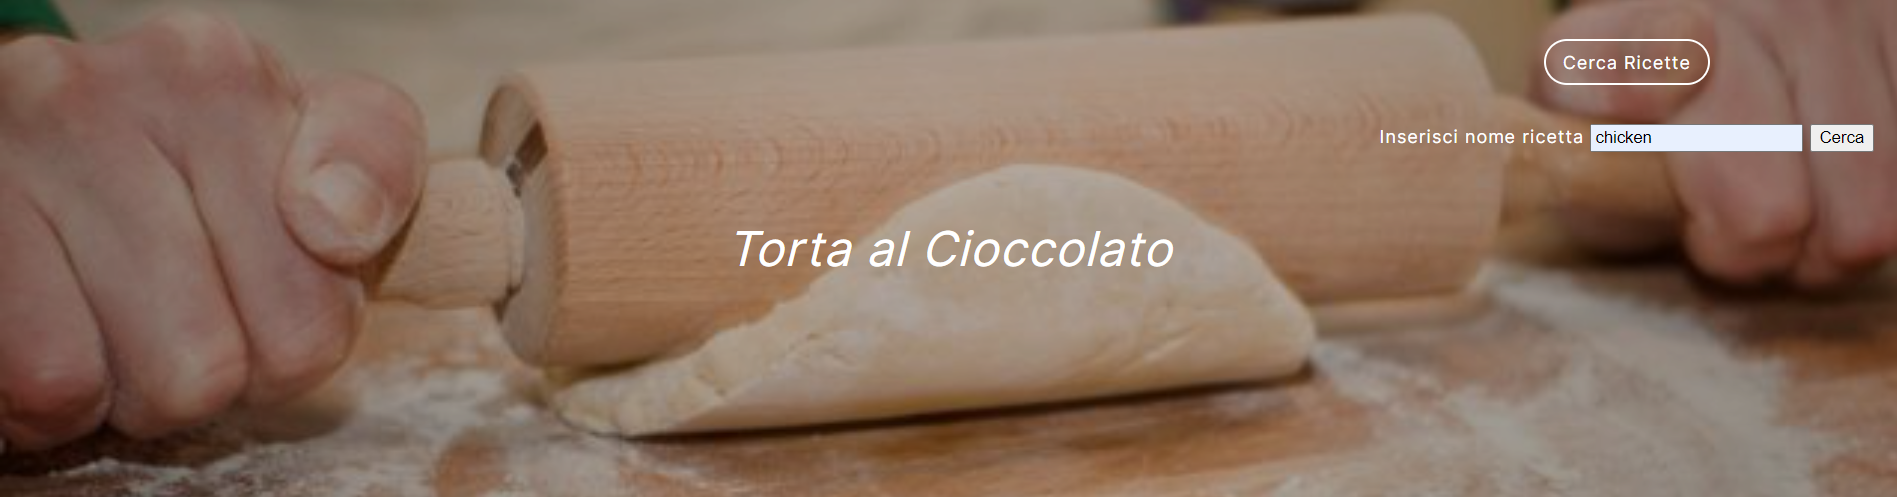 Cerca Ricette
Inserisci nome ricetta chicken Cerca
Torta al Cioccolato